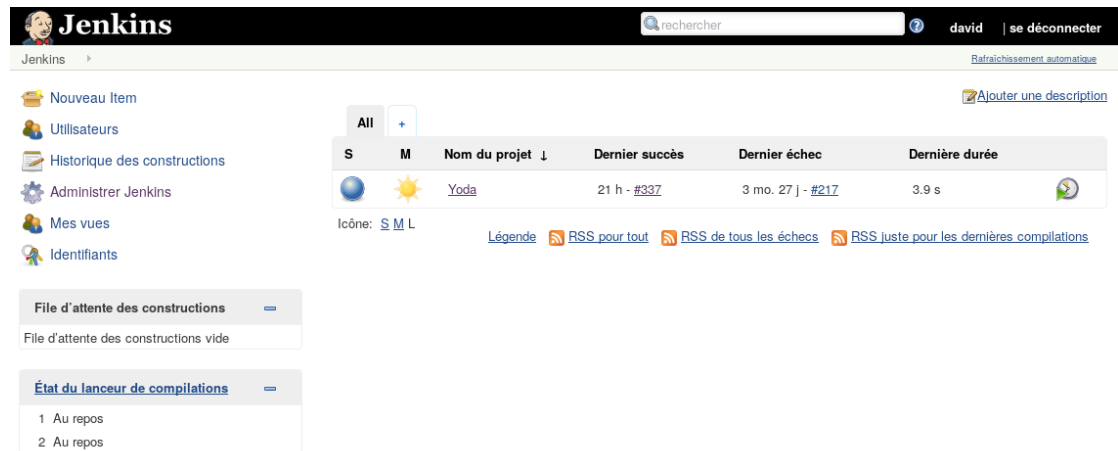 Jenkins
rechercher
david | se déconnecter
Jenkins
Rafraîchissement automatique
Nouveau Item
Utilisateurs
Historique des constructions
Administrer Jenkins
Mes vues
Identifiants
File d'attente des constructions
File d'attente des constructions vide
État du lanceur de compilations
1 Au repos
2 Au repos
Ajouter une description
All +
S M Nom du projet ↓ Dernier succès Dernier échec Dernière durée
Yoda 21 h - #337 3 mo. 27 j - #217 3.9 s
Icône: S M L
Légende RSS pour tout RSS de tous les échecs RSS juste pour les dernières compilations